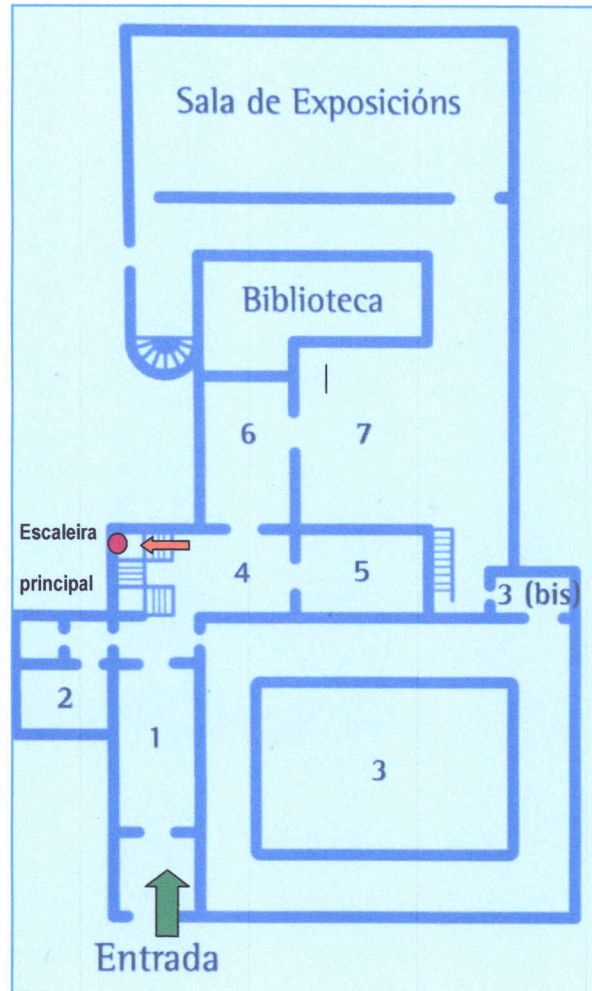 Sala de Exposicións
Biblioteca
6
7
Escaleira
principal
4
5
3 (bis)
2
1
3
Entrada